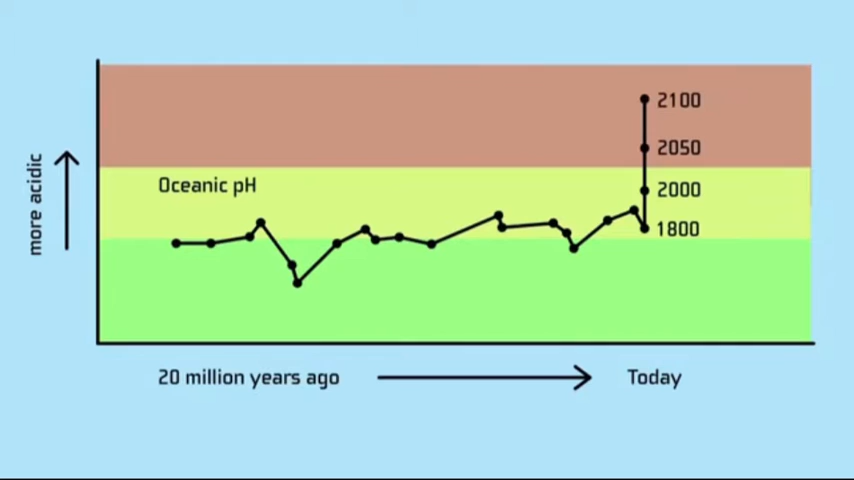 2100
2050
Oceanic pH
2000
more acidic
1800
20 million years ago
Today